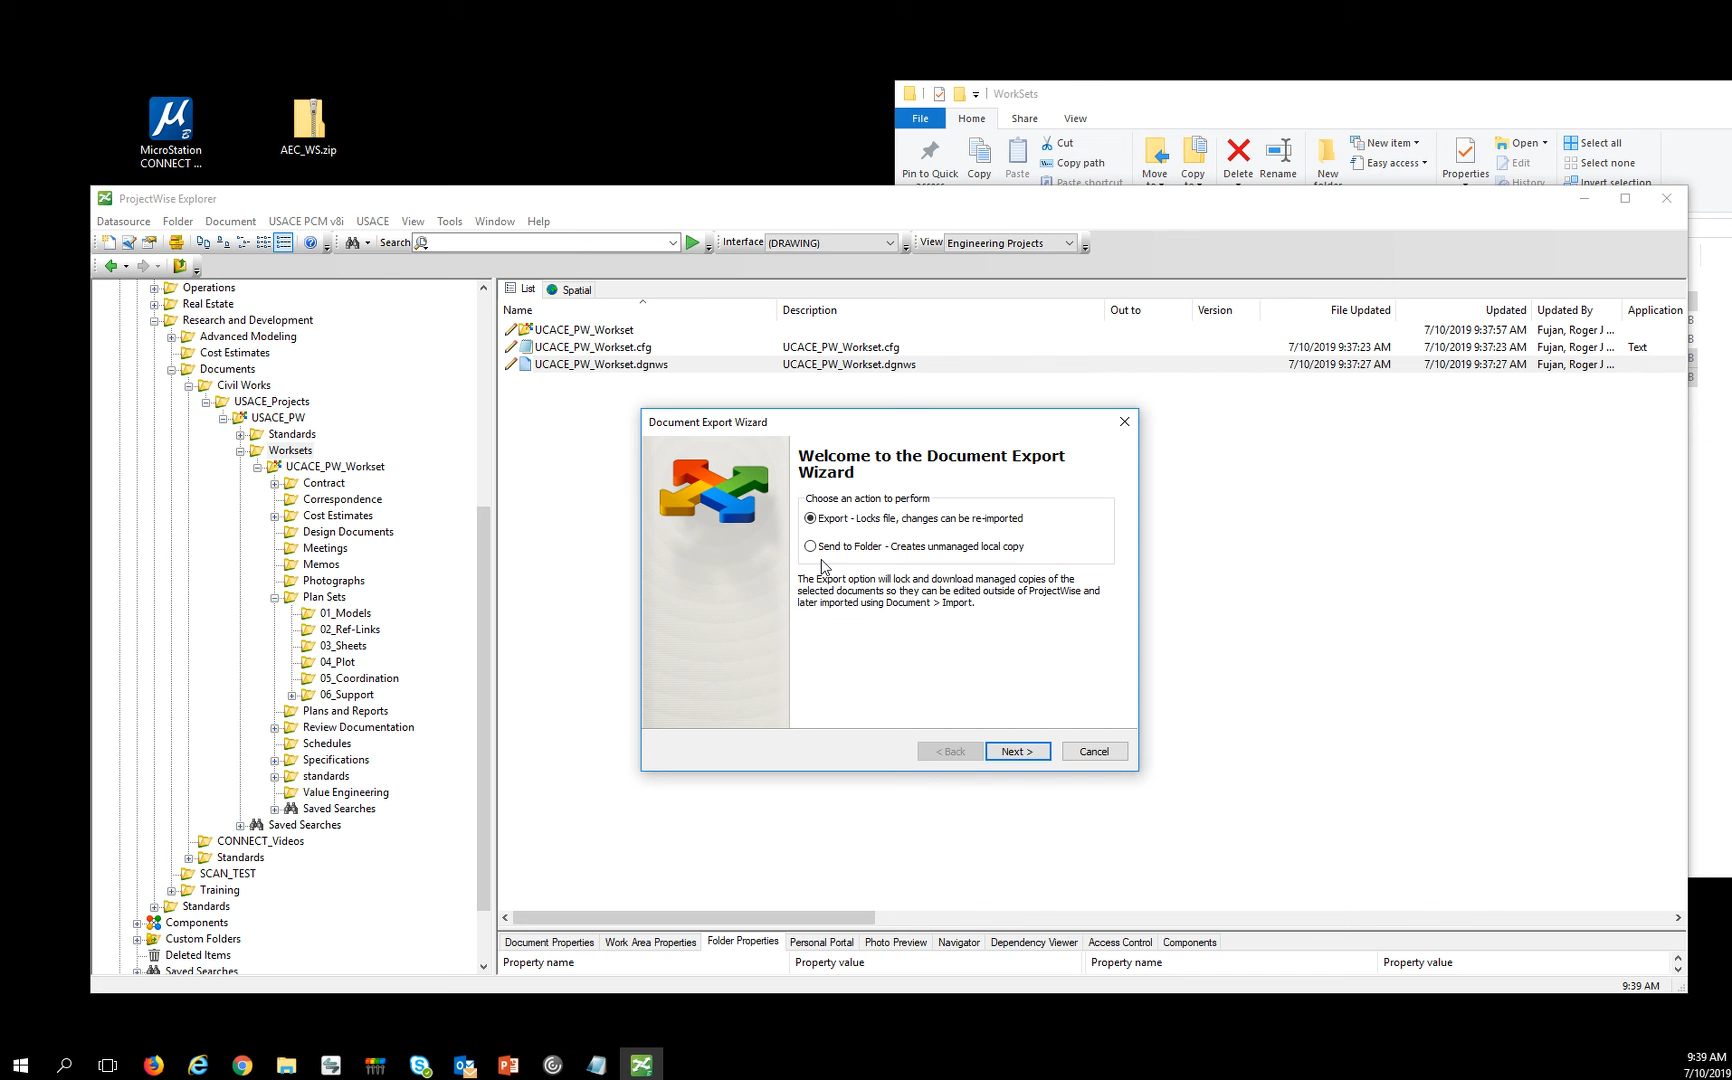 MicroStation
CONNECT ...
AEC_WS.zip
WorkSets
File
Home
Share
View
Pin to Quick
Copy
Paste
Cut
Copy path
Paste shortcut
Move
Copy
Delete
Rename
New
New item
Easy access
Properties
Open
Edit
History
Select all
Select none
Invert selection
ProjectWise Explorer
Datasource
Folder
Document
USACE PCM v8i
USACE
View
Tools
Window
Help
Search
Interface
(DRAWING)
View
Engineering Projects
Operations
Real Estate
Research and Development
Advanced Modeling
Cost Estimates
Documents
Civil Works
USACE_Projects
USACE_PW
Standards
Worksets
UCACE_PW_Workset
Contract
Correspondence
Cost Estimates
Design Documents
Meetings
Memos
Photographs
Plan Sets
01_Models
02_Ref-Links
03_Sheets
04_Plot
05_Coordination
06_Support
Plans and Reports
Review Documentation
Schedules
Specifications
standards
Value Engineering
Saved Searches
Saved Searches
CONNECT_Videos
Standards
SCAN_TEST
Training
Standards
Components
Custom Folders
Deleted Items
Saved Searches
List
Spatial
Name Description Out to Version File Updated Updated Updated By Application
UCACE_PW_Workset 7/10/2019 9:37:57 AM Fujan, Roger J ...
UCACE_PW_Workset.cfg UCACE_PW_Workset.cfg 7/10/2019 9:37:23 AM 7/10/2019 9:37:23 AM Fujan, Roger J ... Text
UCACE_PW_Workset.dgnws UCACE_PW_Workset.dgnws 7/10/2019 9:37:27 AM 7/10/2019 9:37:27 AM Fujan, Roger J ...
Document Export Wizard
Welcome to the Document Export
Wizard
Choose an action to perform
Export - Locks file, changes can be re-imported
Send to Folder - Creates unmanaged local copy
The Export option will lock and download managed copies of the
selected documents so they can be edited outside of ProjectWise and
later imported using Document > Import.
< Back
Next >
Cancel
Document Properties
Work Area Properties
Folder Properties
Personal Portal
Photo Preview
Navigator
Dependency Viewer
Access Control
Components
Property name Property value Property name Property value
9:39 AM
9:39 AM
7/10/2019